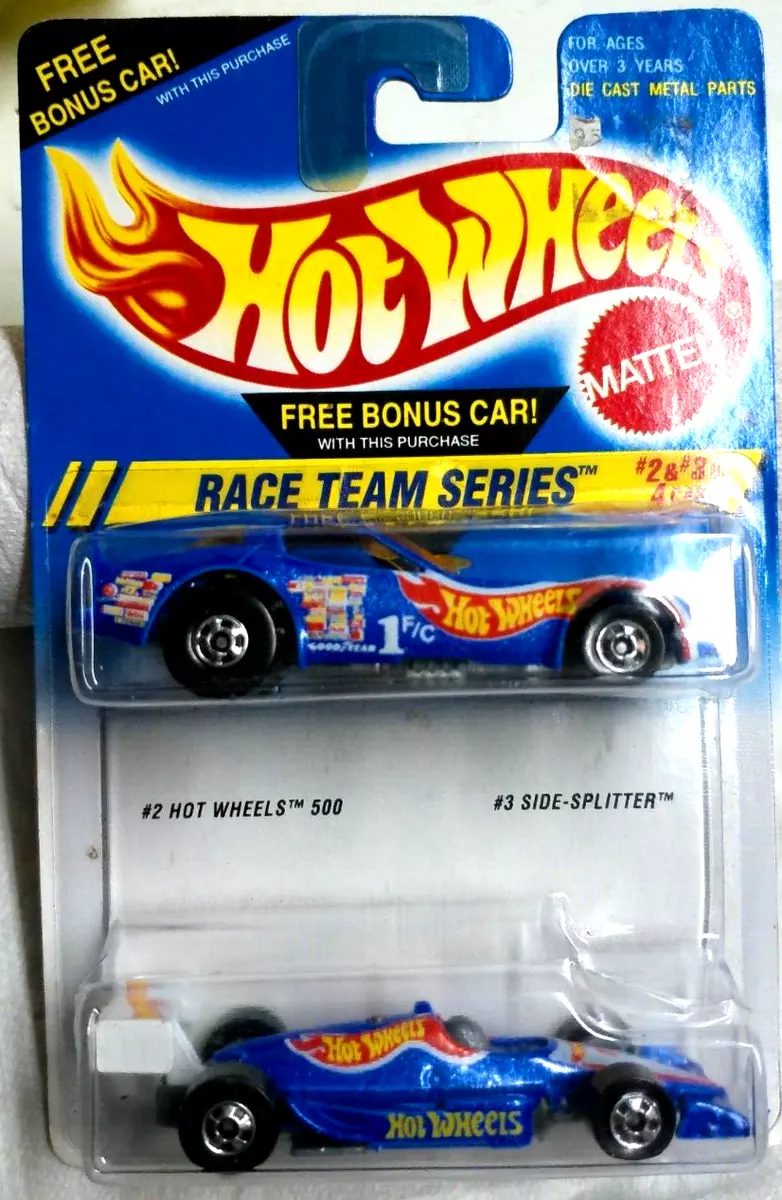 FREE
BONUS CAR!
WITH THIS PURCHASE
FOR AGES
OVER 3 YEARS
DIE CAST METAL PARTS
95
HOT WHEELS
®
MATTEL
FREE BONUS CAR!
WITH THIS PURCHASE
RACE TEAM SERIES™
#2 & #3
HOT WHEELS
1 F/C
GOODYEAR
#2 HOT WHEELS™ 500
#3 SIDE-SPLITTER™
HOT WHEELS
HOT WHEELS